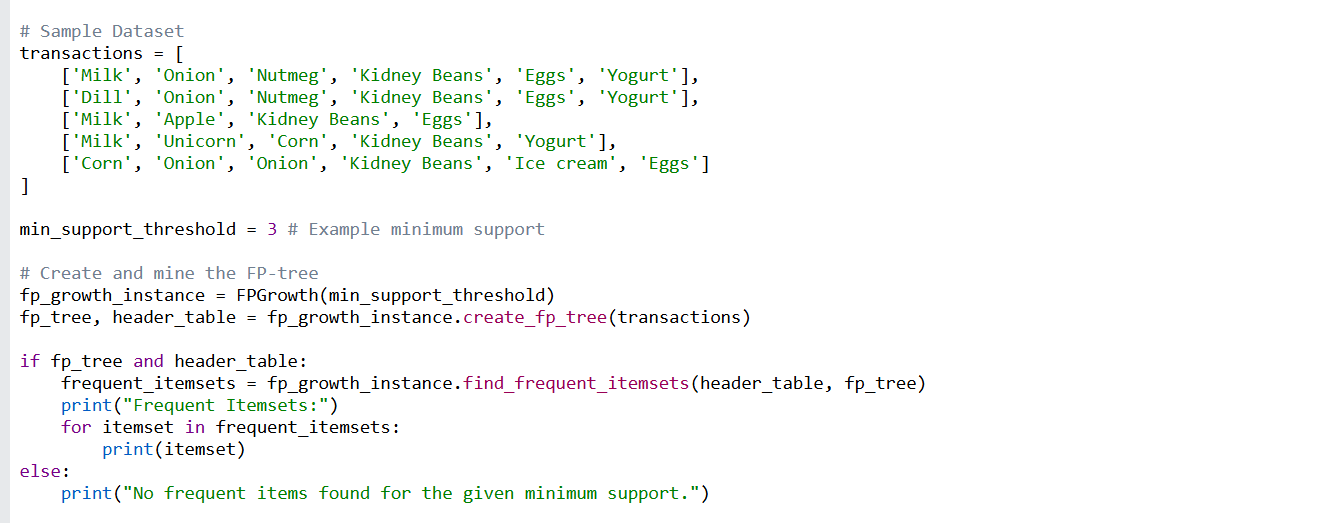 # Sample Dataset
transactions = [
    ['Milk', 'Onion', 'Nutmeg', 'Kidney Beans', 'Eggs', 'Yogurt'],
    ['Dill', 'Onion', 'Nutmeg', 'Kidney Beans', 'Eggs', 'Yogurt'],
    ['Milk', 'Apple', 'Kidney Beans', 'Eggs'],
    ['Milk', 'Unicorn', 'Corn', 'Kidney Beans', 'Yogurt'],
    ['Corn', 'Onion', 'Onion', 'Kidney Beans', 'Ice cream', 'Eggs']
]
min_support_threshold = 3 # Example minimum support
# Create and mine the FP-tree
fp_growth_instance = FPGrowth(min_support_threshold)
fp_tree, header_table = fp_growth_instance.create_fp_tree(transactions)
if fp_tree and header_table:
    frequent_itemsets = fp_growth_instance.find_frequent_itemsets(header_table, fp_tree)
    print("Frequent Itemsets:")
    for itemset in frequent_itemsets:
        print(itemset)
else:
    print("No frequent items found for the given minimum support.")